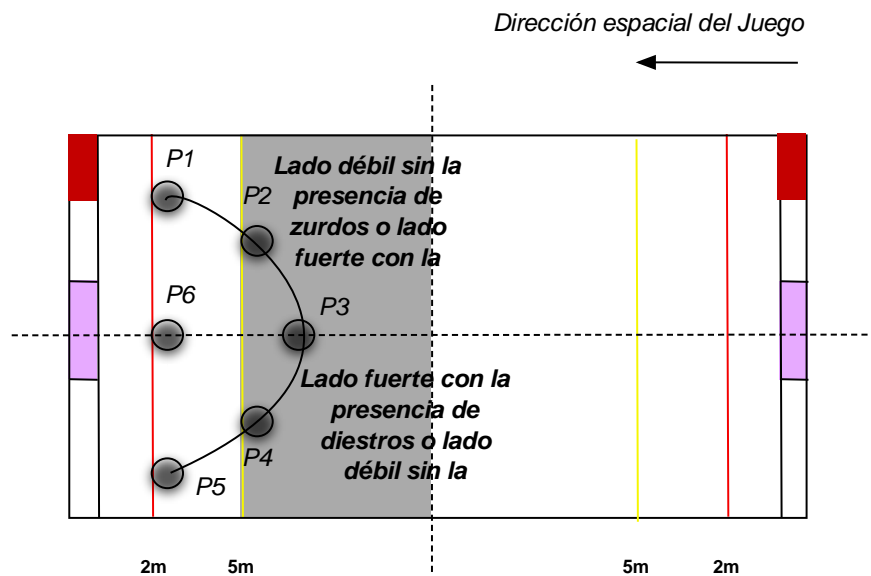 Dirección espacial del Juego
P1
Lado débil sin la
presencia de
zurdos o lado
fuerte con la
P2
P6
P3
Lado fuerte con la
presencia de
diestros o lado
débil sin la
P4
P5
2m
5m
5m
2m